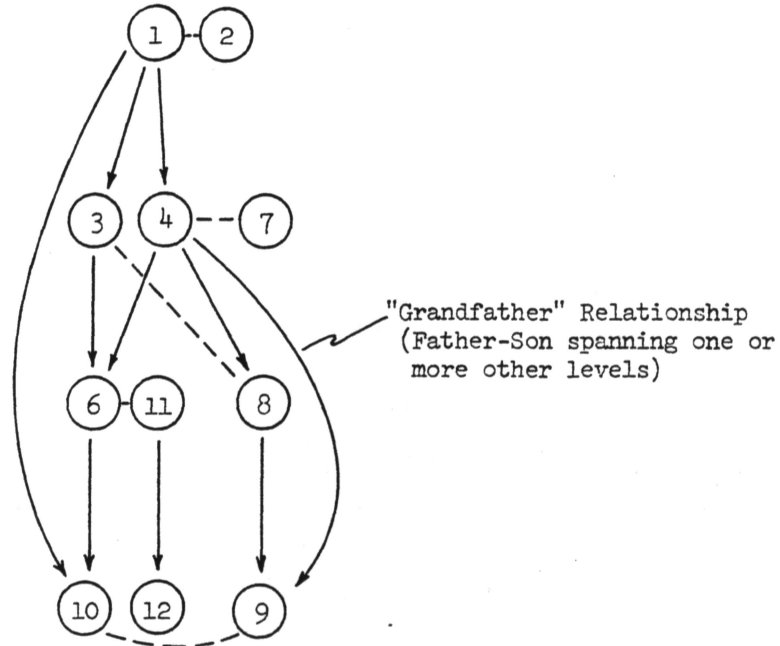 1 2
3 4 7
"Grandfather" Relationship
(Father-Son spanning one or
more other levels)
6 11 8
10 12 9